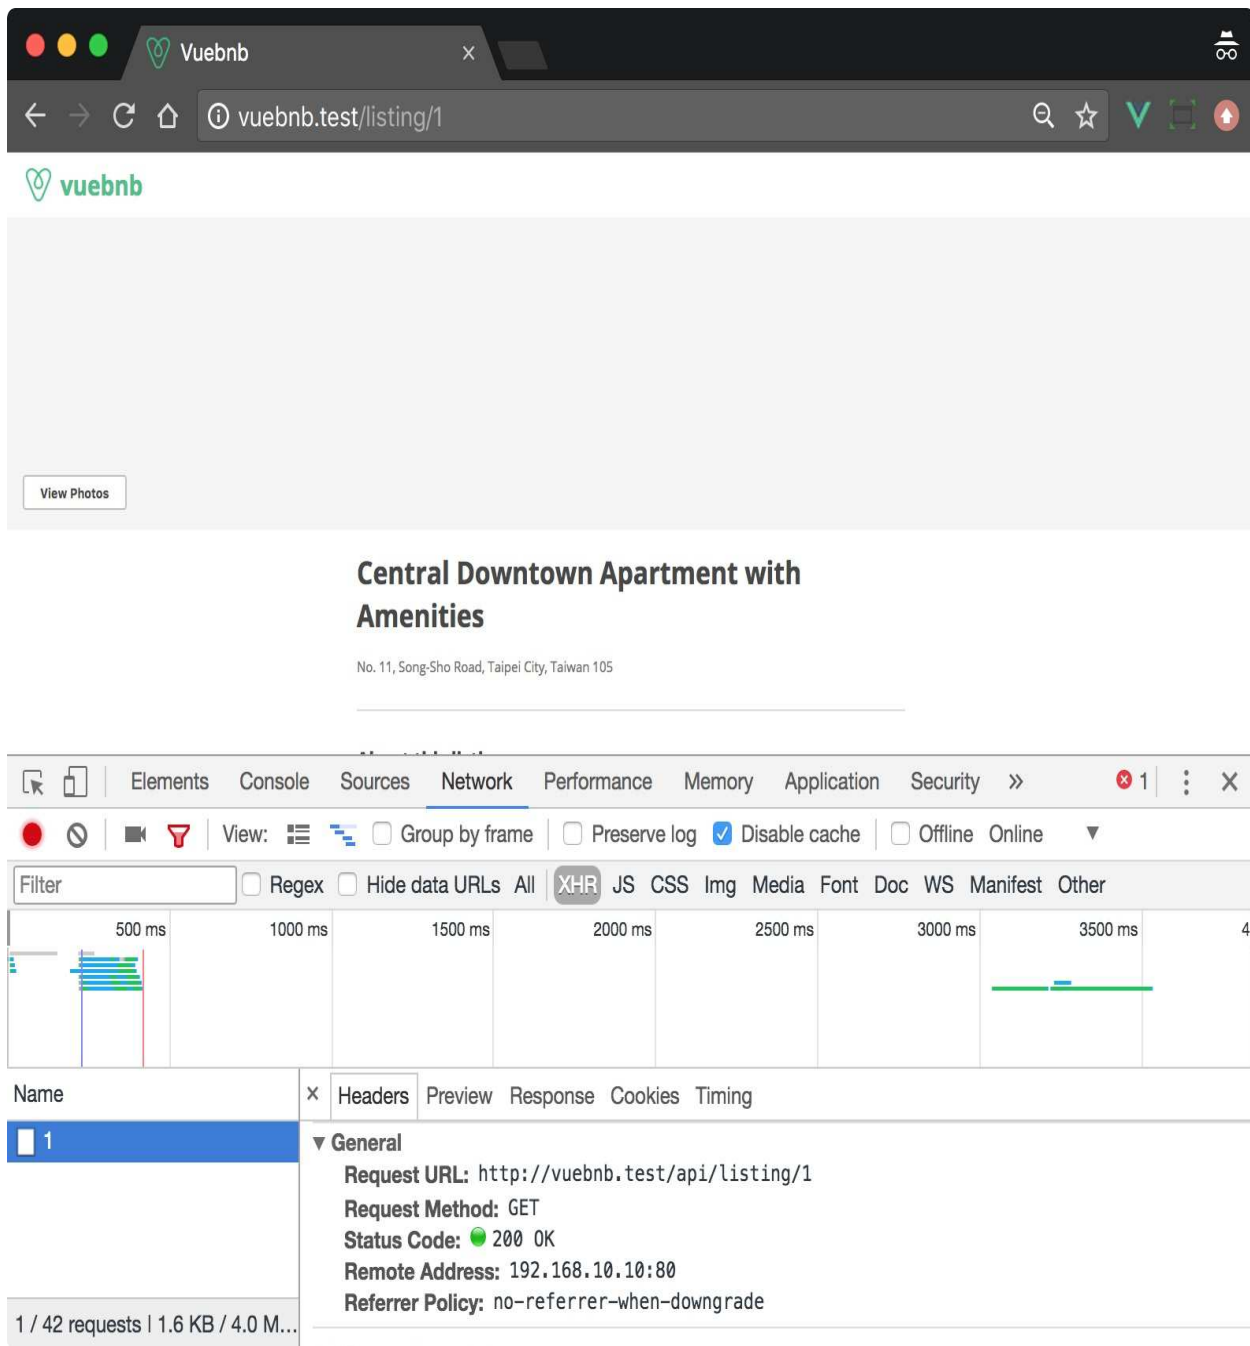 Vuebnb
vuebnb.test/listing/1
vuebnb
View Photos
Central Downtown Apartment with
Amenities
No. 11, Song-Sho Road, Taipei City, Taiwan 105
Elements Console Sources Network Performance Memory Application Security » 1
View: Group by frame Preserve log Disable cache Offline Online
Filter Regex Hide data URLs All XHR JS CSS Img Media Font Doc WS Manifest Other
500 ms 1000 ms 1500 ms 2000 ms 2500 ms 3000 ms 3500 ms 4
Name × Headers Preview Response Cookies Timing
1
General
Request URL: http://vuebnb.test/api/listing/1
Request Method: GET
Status Code: 200 OK
Remote Address: 192.168.10.10:80
Referrer Policy: no-referrer-when-downgrade
1 / 42 requests | 1.6 KB / 4.0 M...